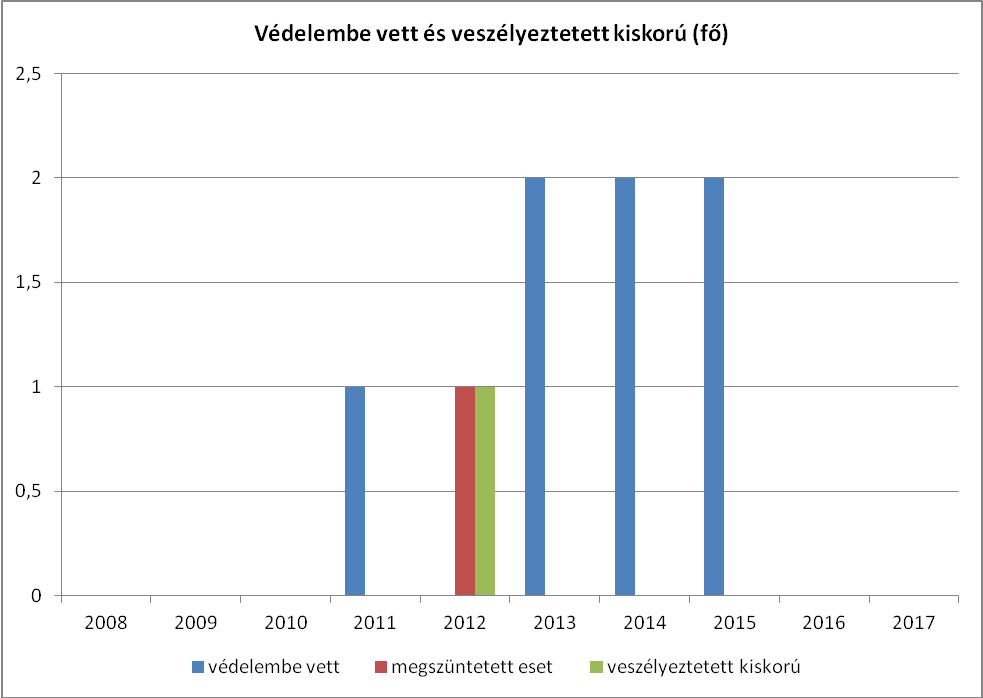 Védelembe vett és veszélyeztetett kiskorú (fő)
2,5
2
1,5
1
0,5
0
2008 2009 2010 2011 2012 2013 2014 2015 2016 2017
védelembe vett megszüntetett eset veszélyeztetett kiskorú